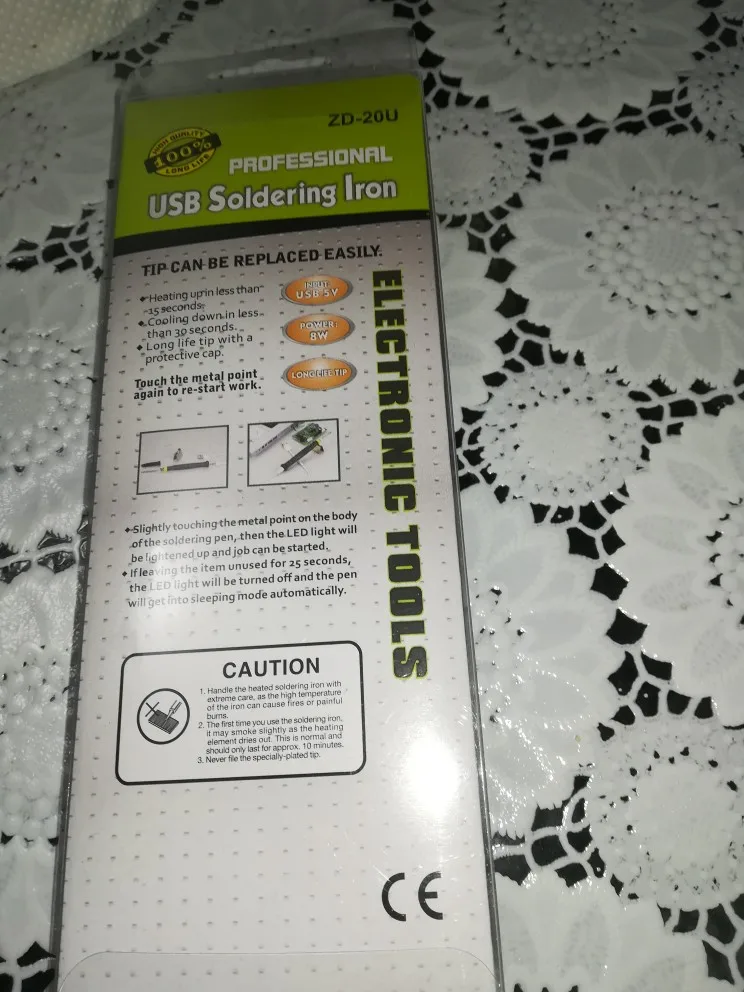 ZD-20U
HIGH QUALITY
100%
LONG LIFE
PROFESSIONAL
USB Soldering Iron
TIP CAN BE REPLACED EASILY.
Heating up in less than
15 seconds.
Cooling down in less
than 30 seconds.
Long life tip with a
protective cap.
Touch the metal point
again to re-start work.
INPUT:
USB 5V
POWER:
8W
LONG LIFE TIP
ELECTRONIC TOOLS
Slightly touching the metal point on the body
of the soldering pen, then the LED light will
be lightened up and job can be started.
If leaving the item unused for 25 seconds,
the LED light will be turned off and the pen
will get into sleeping mode automatically.
CAUTION
1. Handle the heated soldering iron with
extreme care, as the high temperature
of the iron can cause fires or painful
burns.
2. The first time you use the soldering iron,
it may smoke slightly as the heating
element dries out. This is normal and
should only last for approx. 10 minutes.
3. Never file the specially-plated tip.
CE